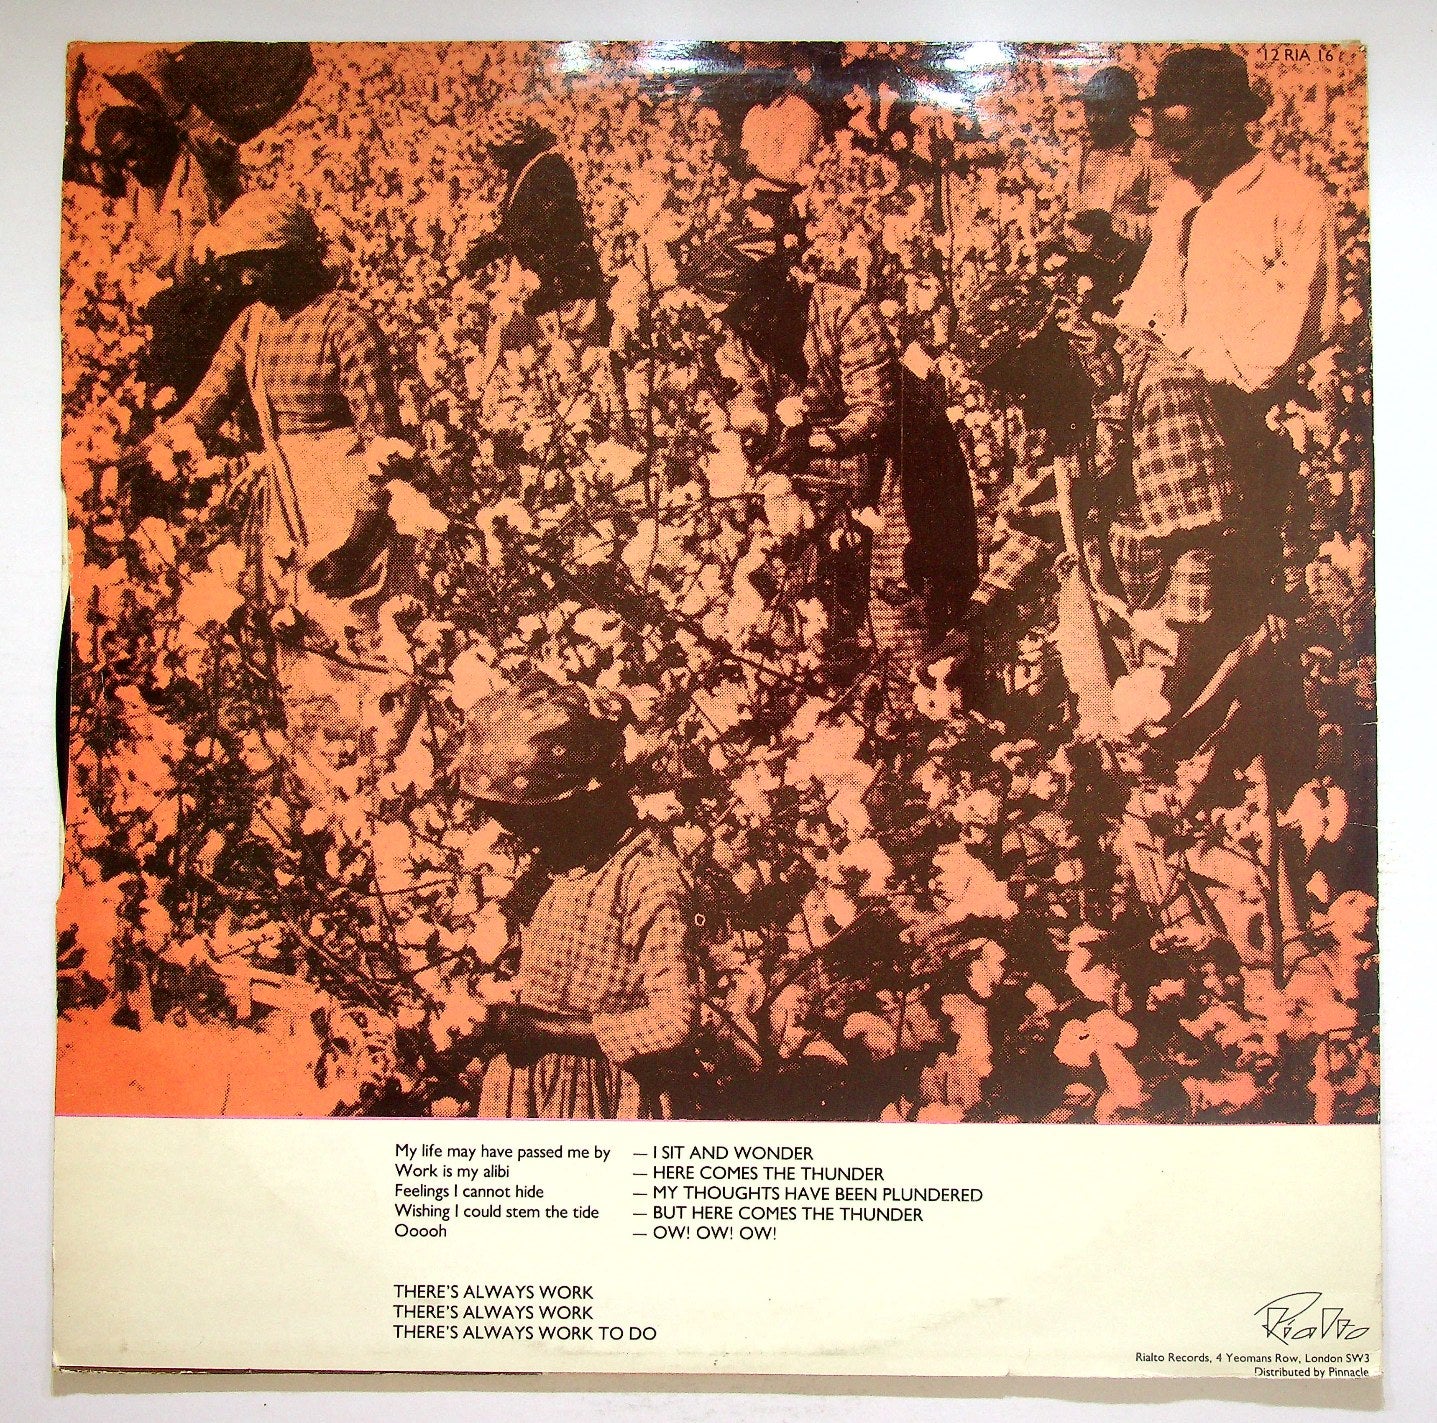 12 RIA 16
My life may have passed me by — I SIT AND WONDER
Work is my alibi — HERE COMES THE THUNDER
Feelings I cannot hide — MY THOUGHTS HAVE BEEN PLUNDERED
Wishing I could stem the tide — BUT HERE COMES THE THUNDER
Ooooh — OW! OW! OW!
THERE'S ALWAYS WORK
THERE'S ALWAYS WORK
THERE'S ALWAYS WORK TO DO
Rialto
Rialto Records, 4 Yeomans Row, London SW3
Distributed by Pinnacle